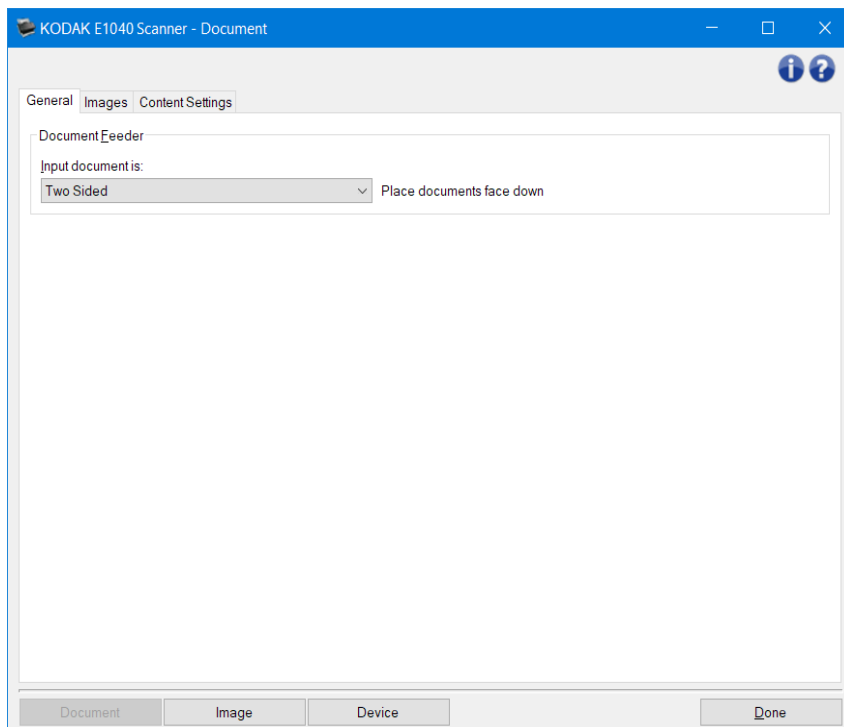 KODAK E1040 Scanner - Document
General Images Content Settings
Document Feeder
Input document is:
Two Sided Place documents face down
Document Image Device Done